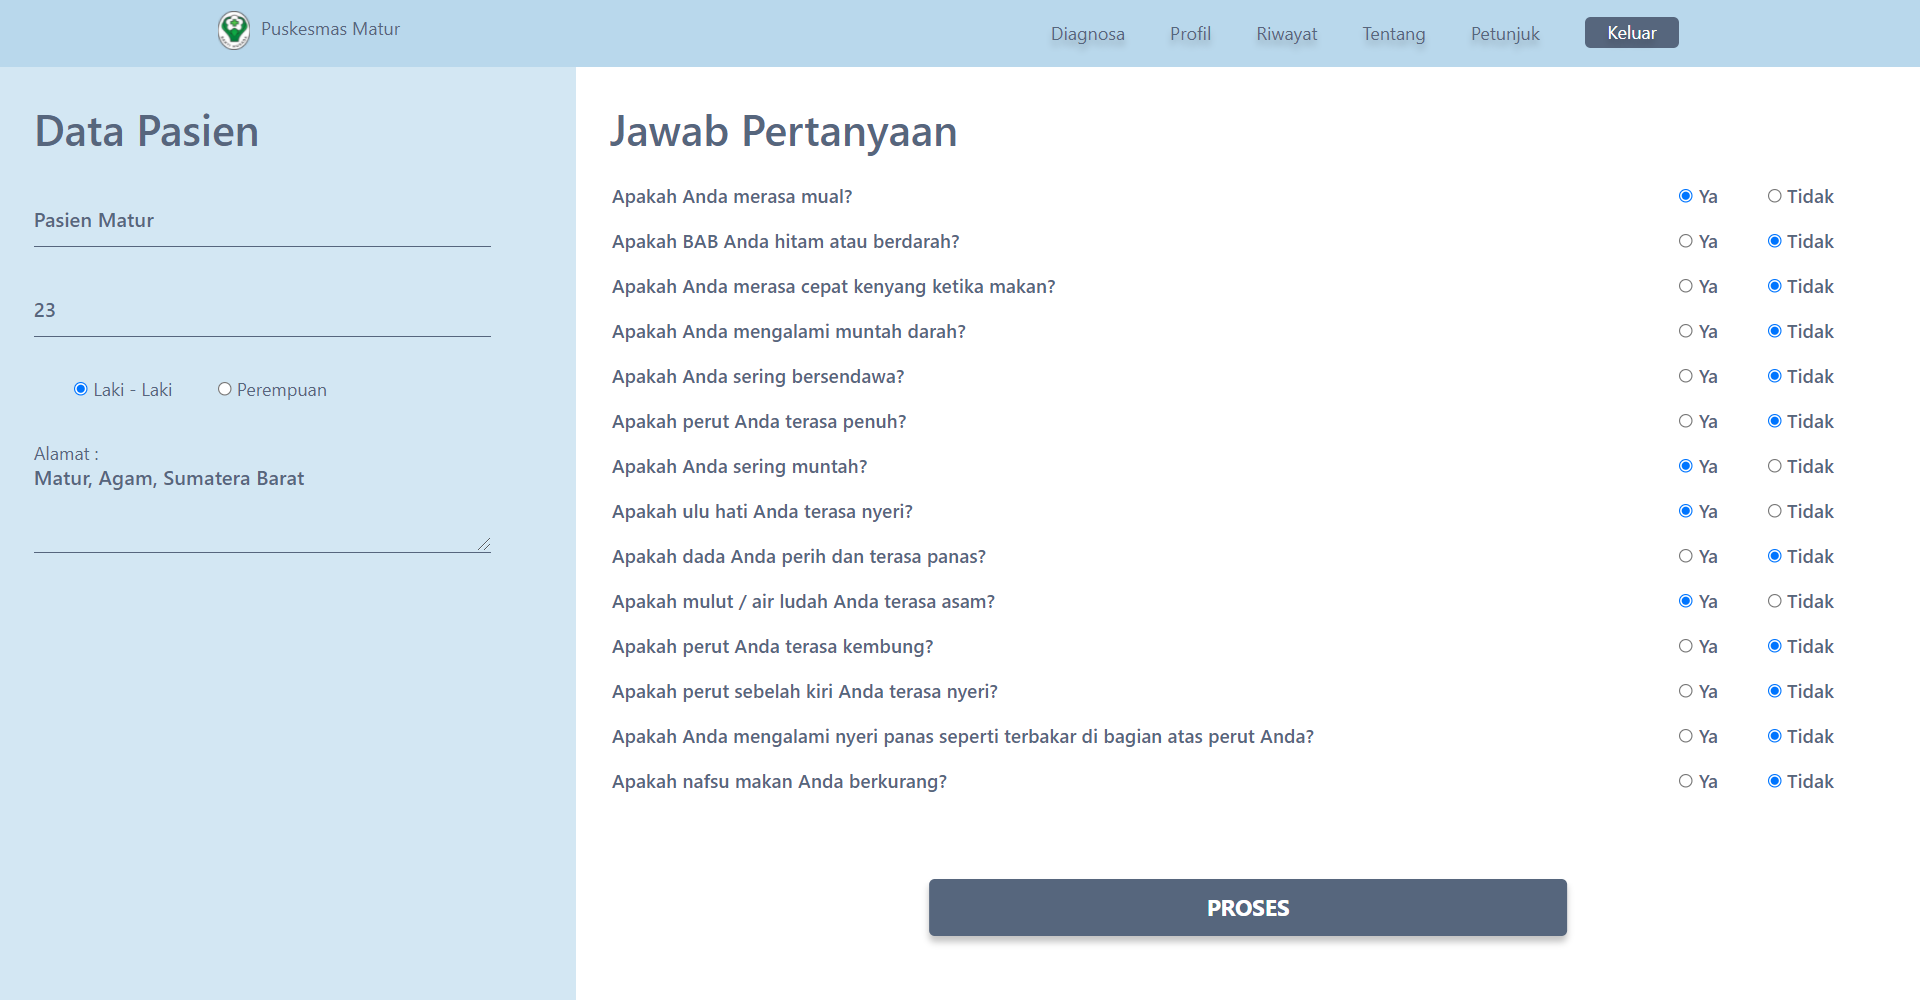 Puskesmas Matur
Diagnosa Profil Riwayat Tentang Petunjuk Keluar
Data Pasien
Pasien Matur
23
Laki - Laki Perempuan
Alamat :
Matur, Agam, Sumatera Barat
Jawab Pertanyaan
Apakah Anda merasa mual? Ya Tidak
Apakah BAB Anda hitam atau berdarah? Ya Tidak
Apakah Anda merasa cepat kenyang ketika makan? Ya Tidak
Apakah Anda mengalami muntah darah? Ya Tidak
Apakah Anda sering bersendawa? Ya Tidak
Apakah perut Anda terasa penuh? Ya Tidak
Apakah Anda sering muntah? Ya Tidak
Apakah ulu hati Anda terasa nyeri? Ya Tidak
Apakah dada Anda perih dan terasa panas? Ya Tidak
Apakah mulut / air ludah Anda terasa asam? Ya Tidak
Apakah perut Anda terasa kembung? Ya Tidak
Apakah perut sebelah kiri Anda terasa nyeri? Ya Tidak
Apakah Anda mengalami nyeri panas seperti terbakar di bagian atas perut Anda? Ya Tidak
Apakah nafsu makan Anda berkurang? Ya Tidak
PROSES